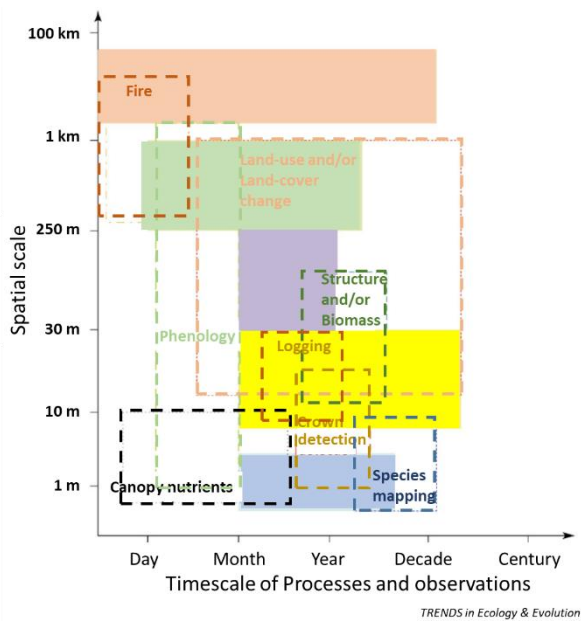 100 km
Fire
1 km
Land-use and/or
Land-cover
change
250 m
Spatial scale
Structure
and/or
Biomass
30 m
Phenology
Logging
10 m
Crown
detection
Canopy nutrients
1 m
Species
mapping
Day Month Year Decade Century
Timescale of Processes and observations
TRENDS in Ecology & Evolution